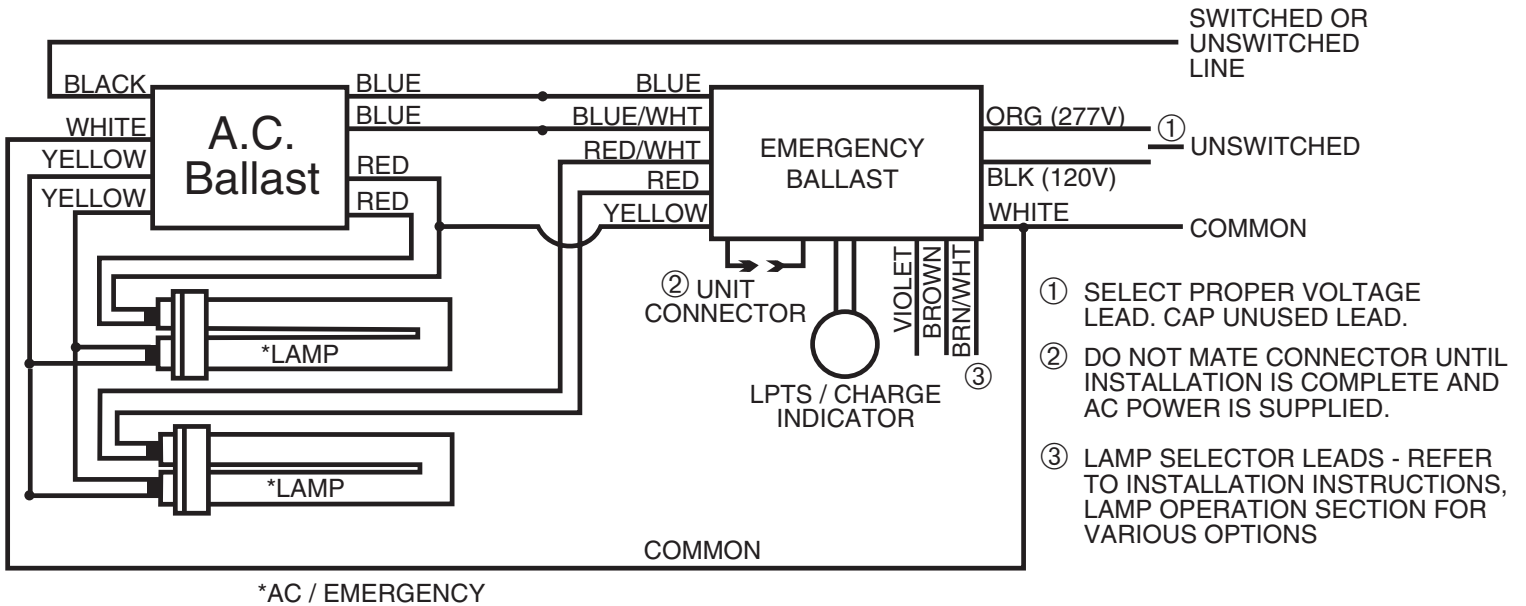 SWITCHED OR
UNSWITCHED
LINE
BLACK
WHITE
YELLOW
YELLOW
A.C.
Ballast
BLUE
BLUE
RED
RED
BLUE
BLUE/WHT
RED/WHT
RED
YELLOW
EMERGENCY
BALLAST
ORG (277V)
① UNSWITCHED
BLK (120V)
WHITE
COMMON
② UNIT
CONNECTOR
VIOLET
BROWN
BRN/WHT
③
LPTS / CHARGE
INDICATOR
*LAMP
*LAMP
COMMON
*AC / EMERGENCY
① SELECT PROPER VOLTAGE
LEAD. CAP UNUSED LEAD.
② DO NOT MATE CONNECTOR UNTIL
INSTALLATION IS COMPLETE AND
AC POWER IS SUPPLIED.
③ LAMP SELECTOR LEADS - REFER
TO INSTALLATION INSTRUCTIONS,
LAMP OPERATION SECTION FOR
VARIOUS OPTIONS